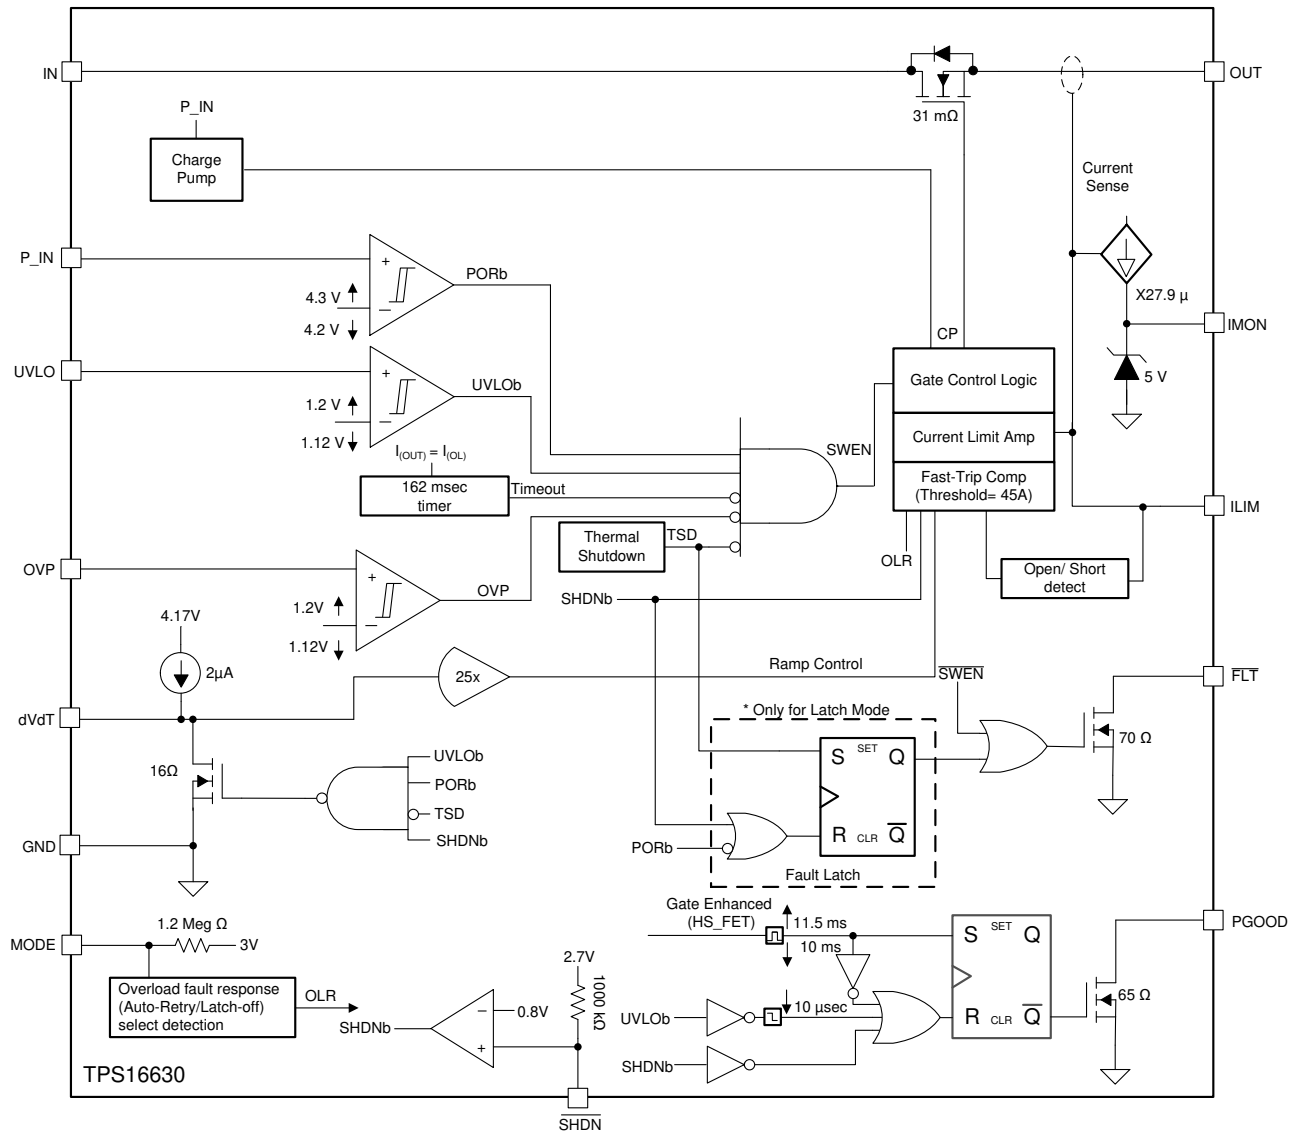 IN
OUT
31 mΩ
P_IN
Charge
Pump
Current
Sense
P_IN
PORb
4.3 V
4.2 V
X27.9 µ
IMON
CP
5 V
UVLO
UVLOb
1.2 V
1.12 V
Gate Control Logic
Current Limit Amp
Fast-Trip Comp
(Threshold= 45A)
SWEN
I(OUT) = I(OL)
162 msec
timer
Timeout
ILIM
Thermal
Shutdown
TSD
OLR
Open/ Short
detect
OVP
OVP
1.2V
1.12V
SHDNb
4.17V
2µA
25x
Ramp Control
SWEN
FLT
dVdT
* Only for Latch Mode
S SET Q
R CLR Q
PORb
Fault Latch
70 Ω
16Ω
UVLOb
PORb
TSD
SHDNb
GND
Gate Enhanced
(HS_FET)
11.5 ms
10 ms
S SET Q
R CLR Q
PGOOD
65 Ω
MODE
1.2 Meg Ω
3V
Overload fault response
(Auto-Retry/Latch-off)
select detection
OLR
2.7V
1000 kΩ
0.8V
−
+
SHDNb
UVLOb
10 µsec
SHDNb
TPS16630
SHDN